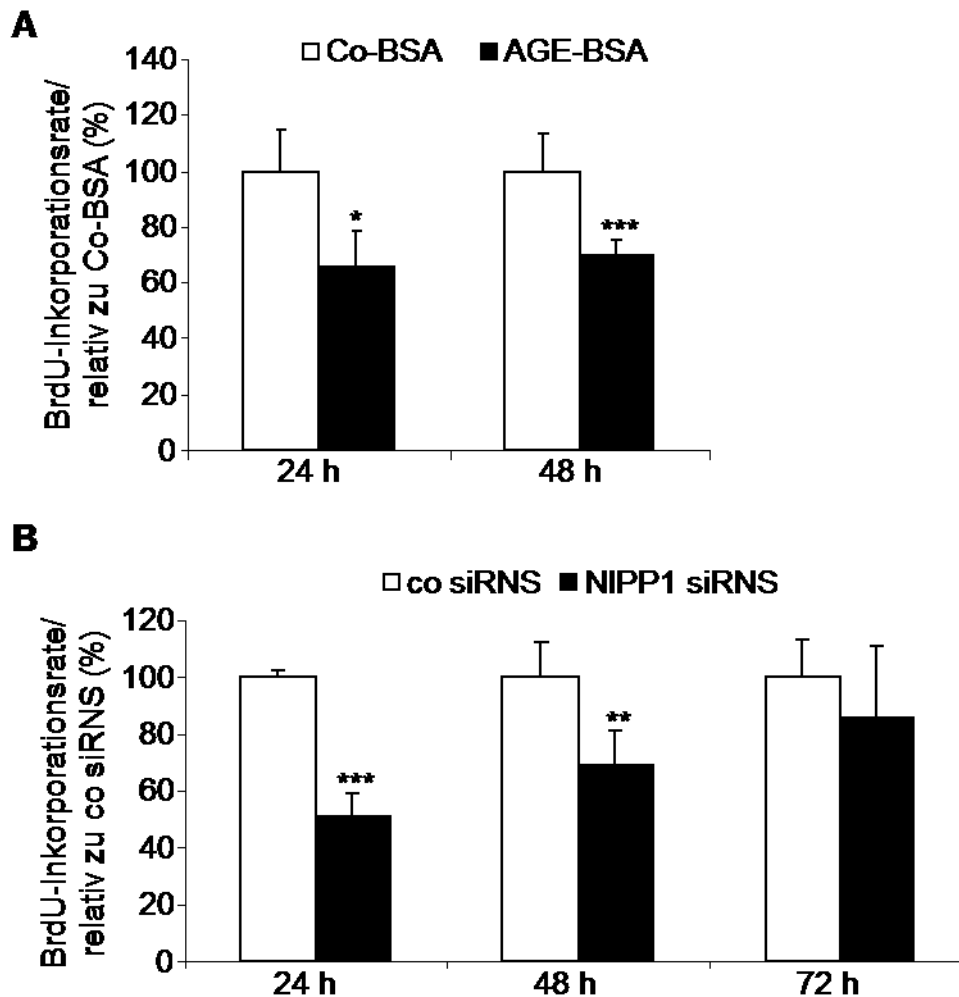 A
Co-BSA AGE-BSA
BrdU-Inkorporationsrate/
relativ zu Co-BSA (%)
140
120
100
80
60
40
20
0
*
***
24 h 48 h
B
co siRNS NIPP1 siRNS
BrdU-Inkorporationsrate/
relativ zu co siRNS (%)
120
100
80
60
40
20
0
***
**
24 h 48 h 72 h